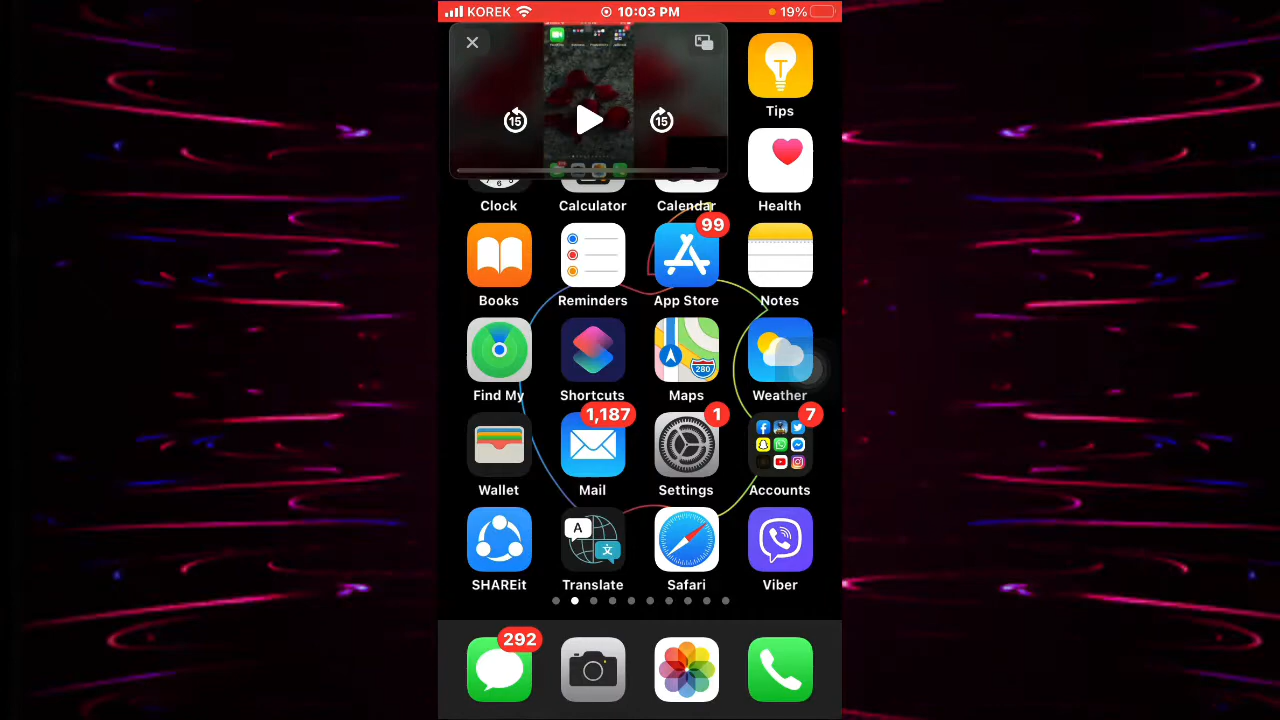 KOREK 10:03 PM 19%
15 15
Tips
Clock Calculator Calendar Health
99
Books Reminders App Store Notes
280
Find My Shortcuts Maps Weather
1,187 1 7
Wallet Mail Settings Accounts
A
文
SHAREit Translate Safari Viber
292